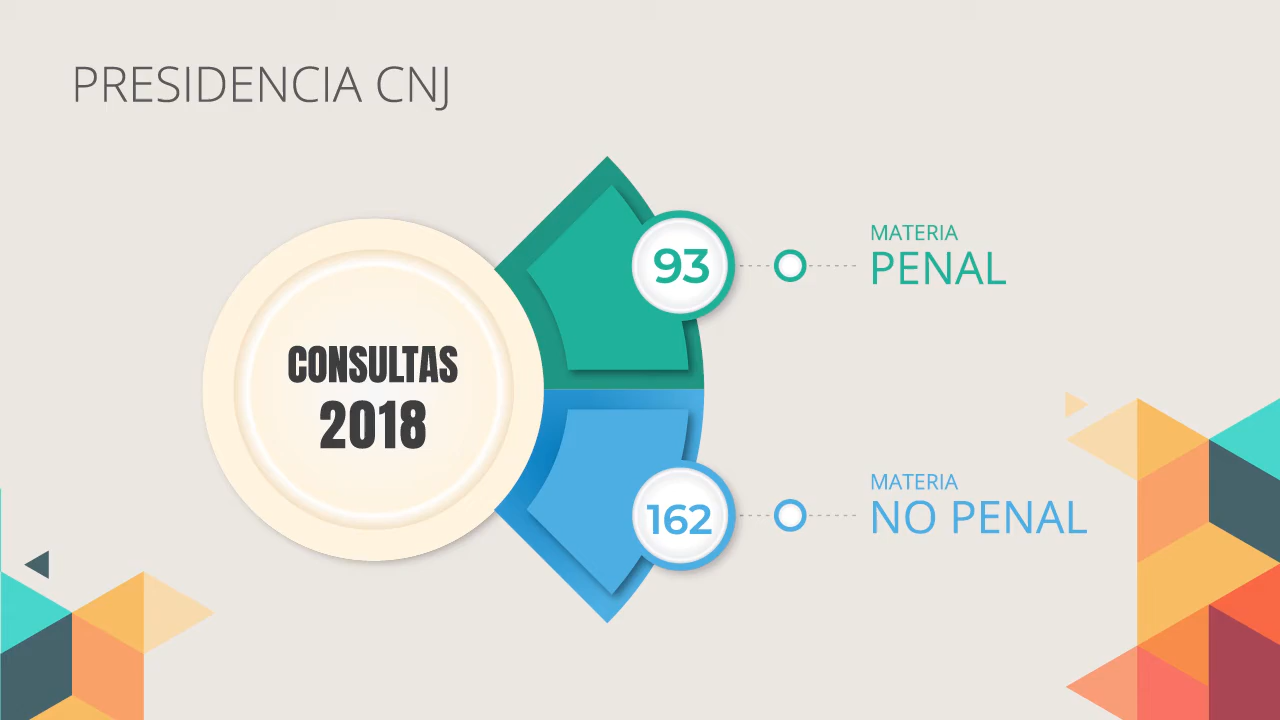 PRESIDENCIA CNJ
CONSULTAS
2018
93
MATERIA
PENAL
162
MATERIA
NO PENAL